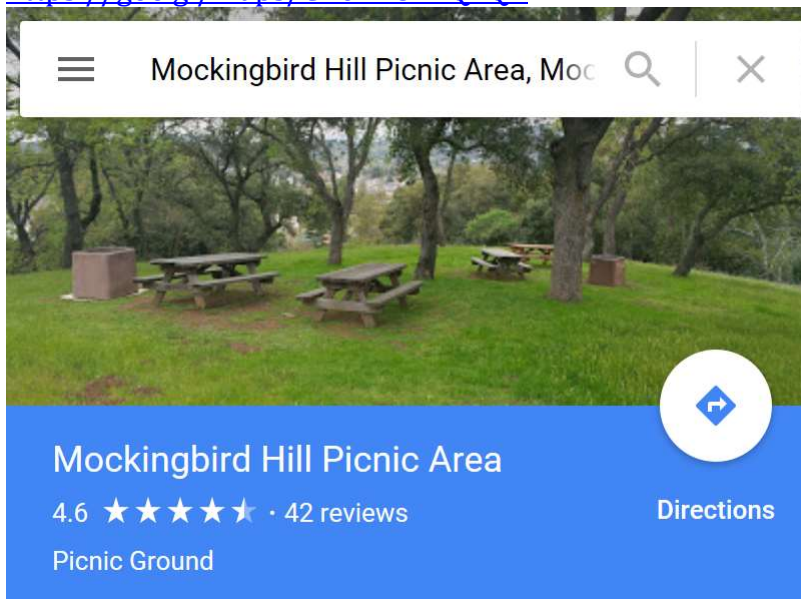 Mockingbird Hill Picnic Area, Moc
Mockingbird Hill Picnic Area
4.6 · 42 reviews
Directions
Picnic Ground